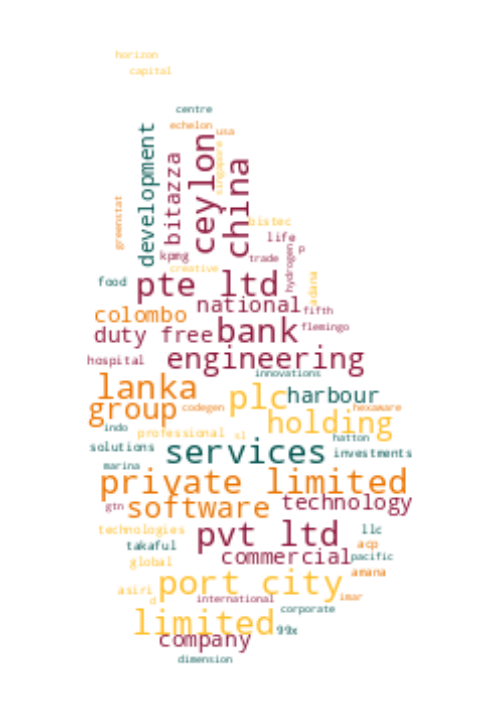 horizon
capital
centre
echelon
usa
development
bitazza
ceylon
singapore
china
greenstat
bistec
life
p
kpmg
trade
hydrogen
creative
food
pte ltd
adana
national
fifth
colombo
duty free
bank
flemingo
hospital
engineering
innovations
lanka
plc
harbour
group
codegen
holding
hexaware
indo
professional
sl
hatton
solutions
services
investments
marina
private limited
gtn
software
technology
technologies
pvt ltd
llc
takaful
commercial
acp
pacific
global
amana
asiri
port city
d
international
imar
corporate
limited
99x
company
dimension